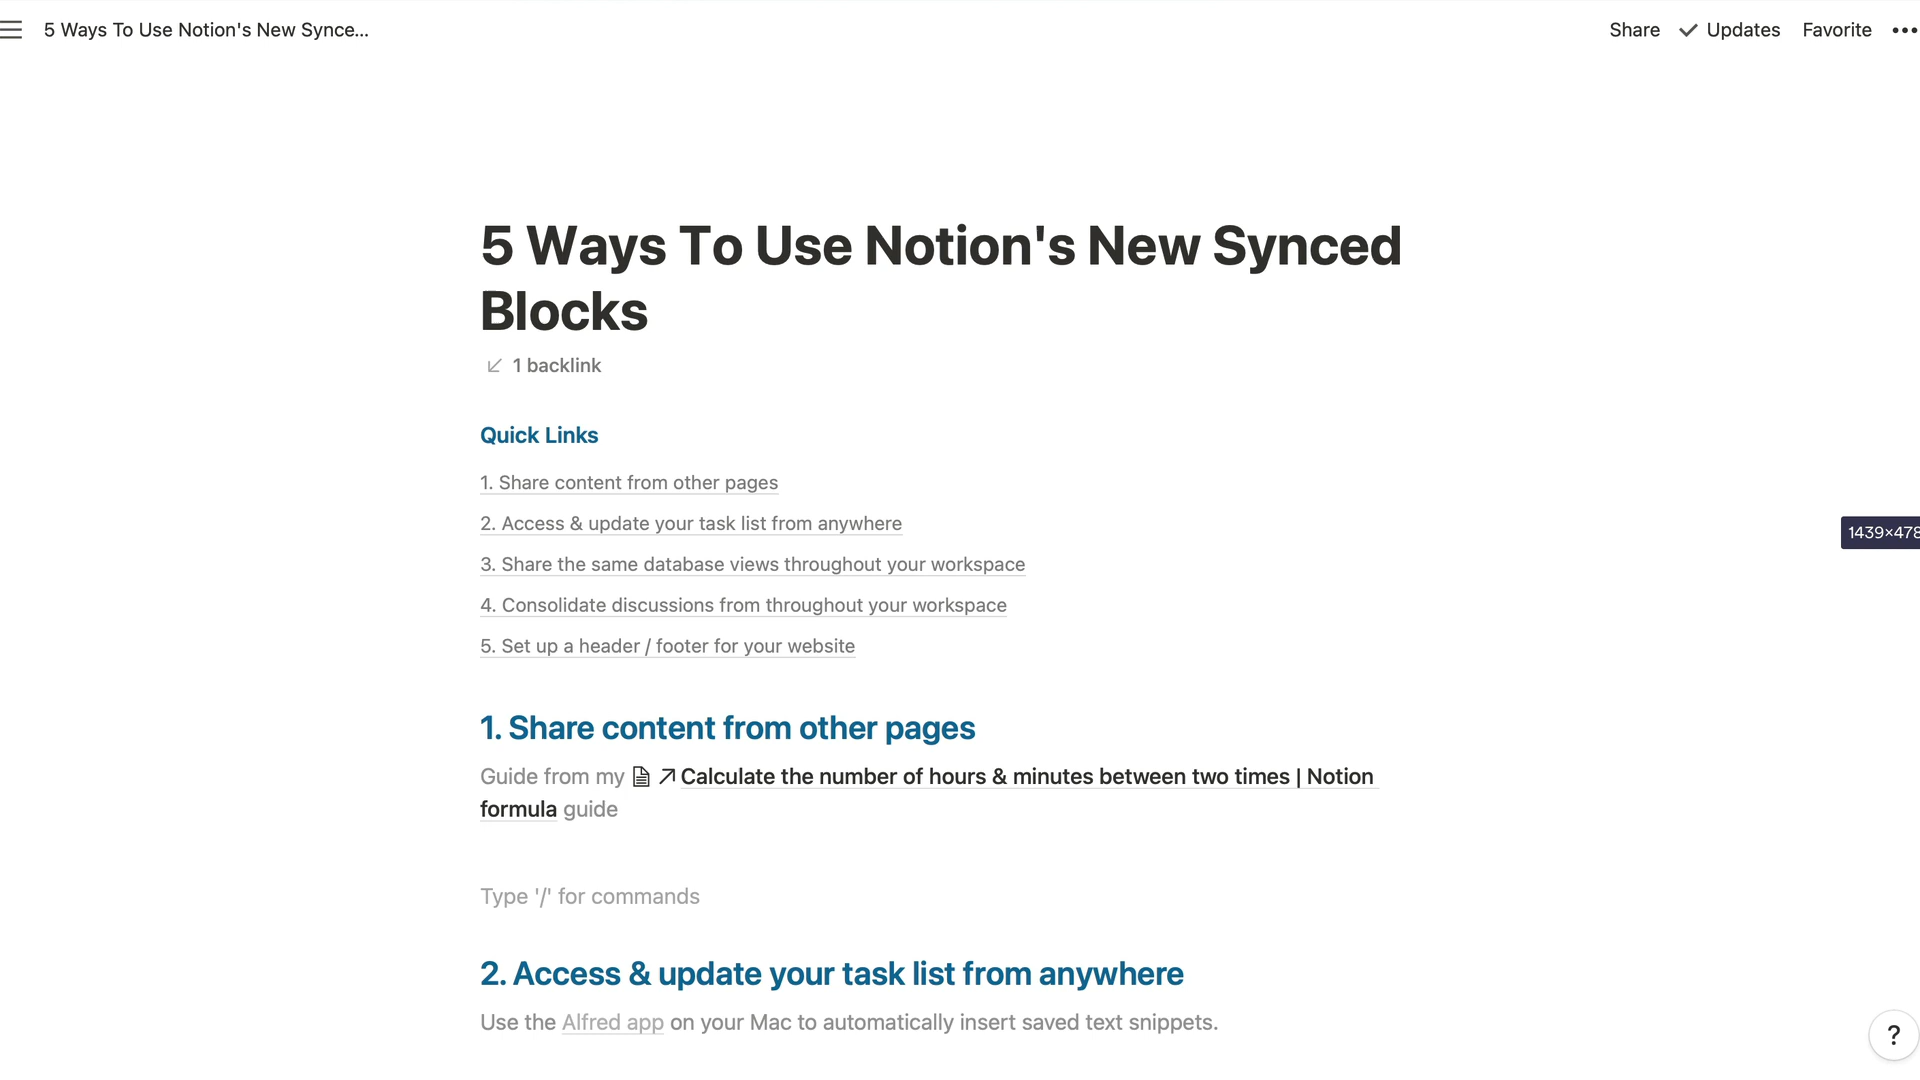 5 Ways To Use Notion's New Synce...
Share
Updates
Favorite
5 Ways To Use Notion's New Synced
Blocks
1 backlink
Quick Links
1. Share content from other pages
2. Access & update your task list from anywhere
3. Share the same database views throughout your workspace
4. Consolidate discussions from throughout your workspace
5. Set up a header / footer for your website
1439×478
1. Share content from other pages
Guide from my Calculate the number of hours & minutes between two times | Notion
formula guide
Type '/' for commands
2. Access & update your task list from anywhere
Use the Alfred app on your Mac to automatically insert saved text snippets.
?